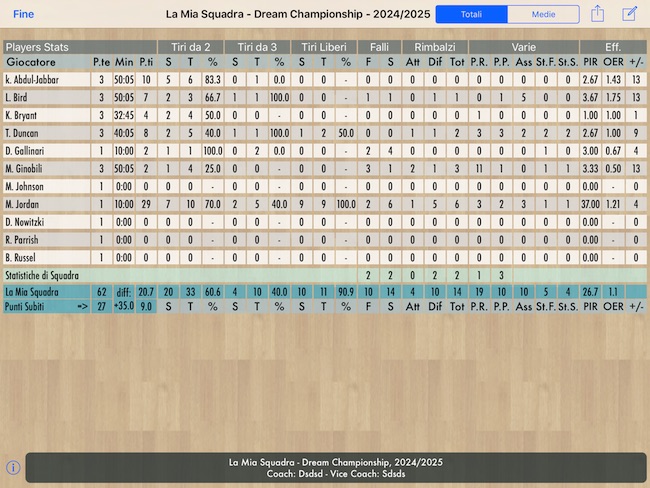 Fine La Mia Squadra - Dream Championship - 2024/2025 Totali Medie
Players Stats Tiri da 2 Tiri da 3 Tiri Liberi Falli Rimbalzi Varie Eff.
Giocatore P.te Min P.ti S T % S T % S T % F S Att Dif Tot P.R. P.P. Ass St.F. St.S. PIR OER +/-
k. Abdul-Jabbar 3 50:05 10 5 6 83.3 0 1 0.0 0 0 - 0 0 0 0 0 0 0 0 0 0 2.67 1.43 13
L. Bird 3 50:05 7 2 3 66.7 1 1 100.0 0 0 - 0 0 0 0 0 1 0 5 0 0 3.67 1.75 13
K. Bryant 3 32:45 4 2 4 50.0 0 0 - 0 0 - 0 0 0 0 0 1 0 0 0 0 1.00 1.00 1
T. Duncan 3 40:05 8 2 5 40.0 1 1 100.0 1 2 50.0 0 0 1 1 2 3 3 2 2 2 2.67 1.00 9
D. Gallinari 1 10:00 2 1 1 100.0 0 2 0.0 0 0 - 2 4 0 0 0 0 1 0 0 0 3.00 0.67 4
M. Ginobili 3 50:05 2 1 4 25.0 0 0 - 0 0 - 3 1 2 1 3 11 1 0 1 0 3.33 0.50 13
M. Johnson 1 0:00 0 0 0 - 0 0 - 0 0 - 0 0 0 0 0 0 0 0 0 0 0.00 - 0
M. Jordan 1 10:00 29 7 10 70.0 2 5 40.0 9 9 100.0 2 6 1 5 6 3 2 3 1 1 37.00 1.21 4
D. Nowitzki 1 0:00 0 0 0 - 0 0 - 0 0 - 0 0 0 0 0 0 0 0 0 0 0.00 - 0
R. Parrish 1 0:00 0 0 0 - 0 0 - 0 0 - 0 0 0 0 0 0 0 0 0 0 0.00 - 0
B. Russel 1 0:00 0 0 0 - 0 0 - 0 0 - 0 0 0 0 0 0 0 0 0 0 0.00 - 0
Statistiche di Squadra 2 2 0 2 2 1 3
La Mia Squadra 62 diff: 20.7 20 33 60.6 4 10 40.0 10 11 90.9 10 14 4 10 14 19 10 10 5 4 26.7 1.1
Punti Subiti => 27 +35.0 9.0 S T % S T % S T % F S Att Dif Tot P.R. P.P. Ass St.F. St.S. PIR OER +/-
La Mia Squadra - Dream Championship, 2024/2025
Coach: Dsdsd - Vice Coach: Sdsds